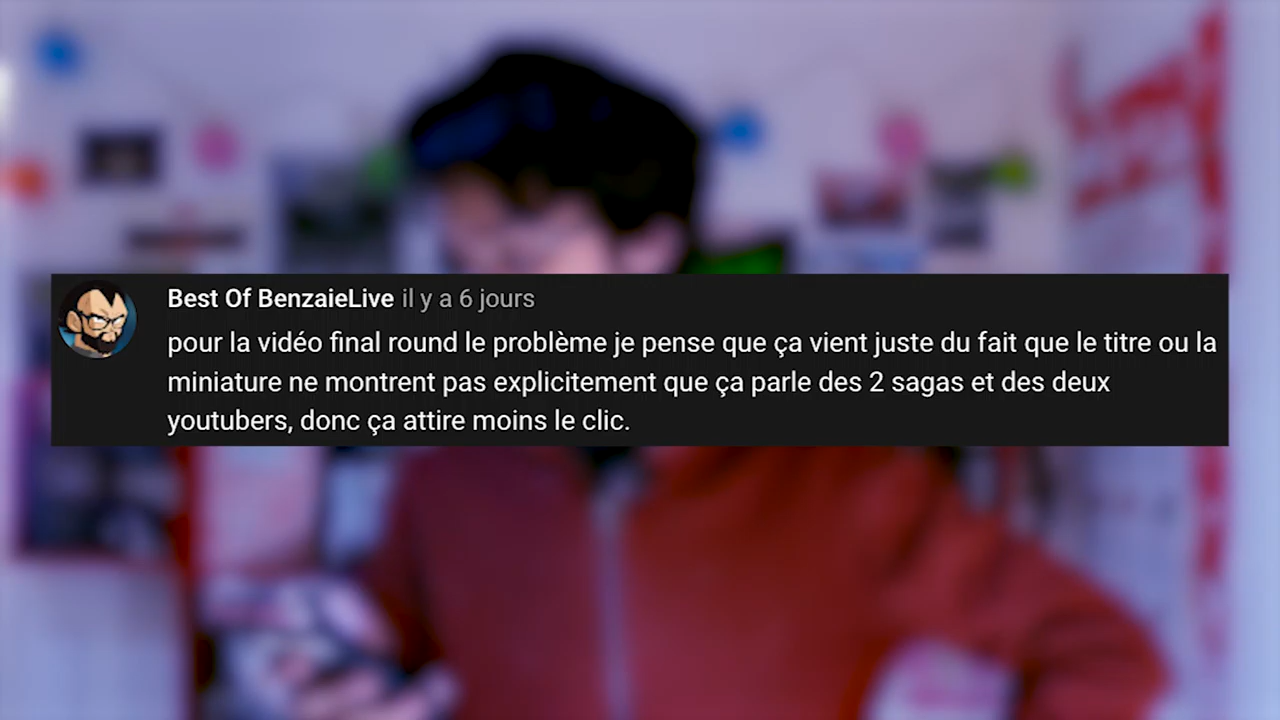 Best Of BenzaieLive il y a 6 jours
pour la vidéo final round le problème je pense que ça vient juste du fait que le titre ou la
miniature ne montrent pas explicitement que ça parle des 2 sagas et des deux
youtubers, donc ça attire moins le clic.